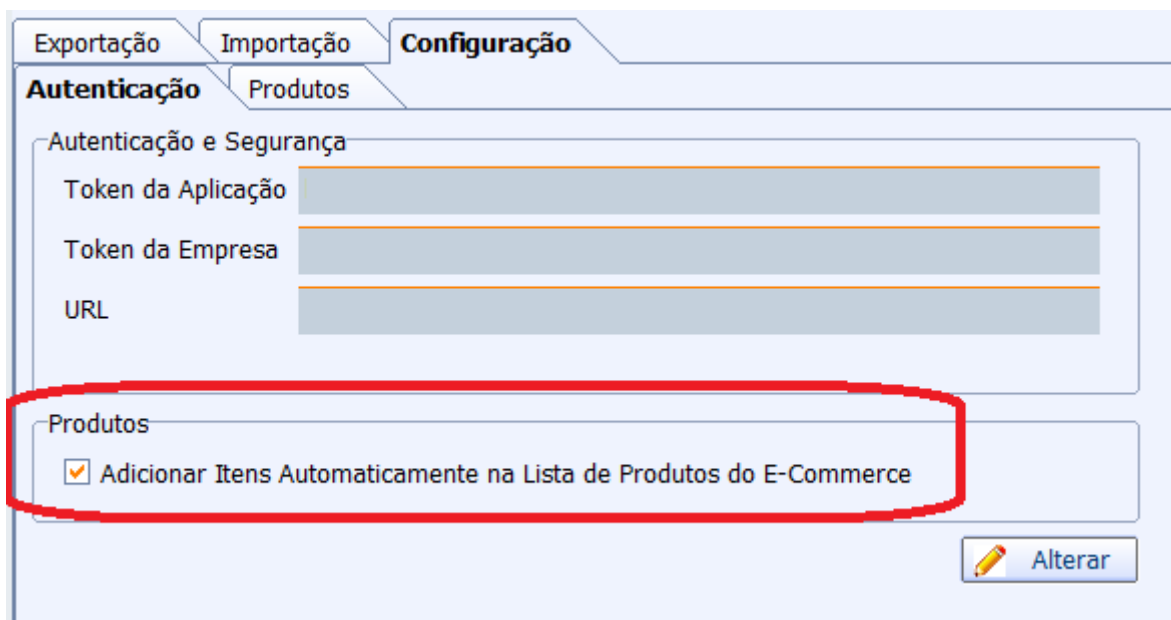 Exportação Importação Configuração
Autenticação Produtos
Autenticação e Segurança
Token da Aplicação
Token da Empresa
URL
Produtos
Adicionar Itens Automaticamente na Lista de Produtos do E-Commerce
Alterar